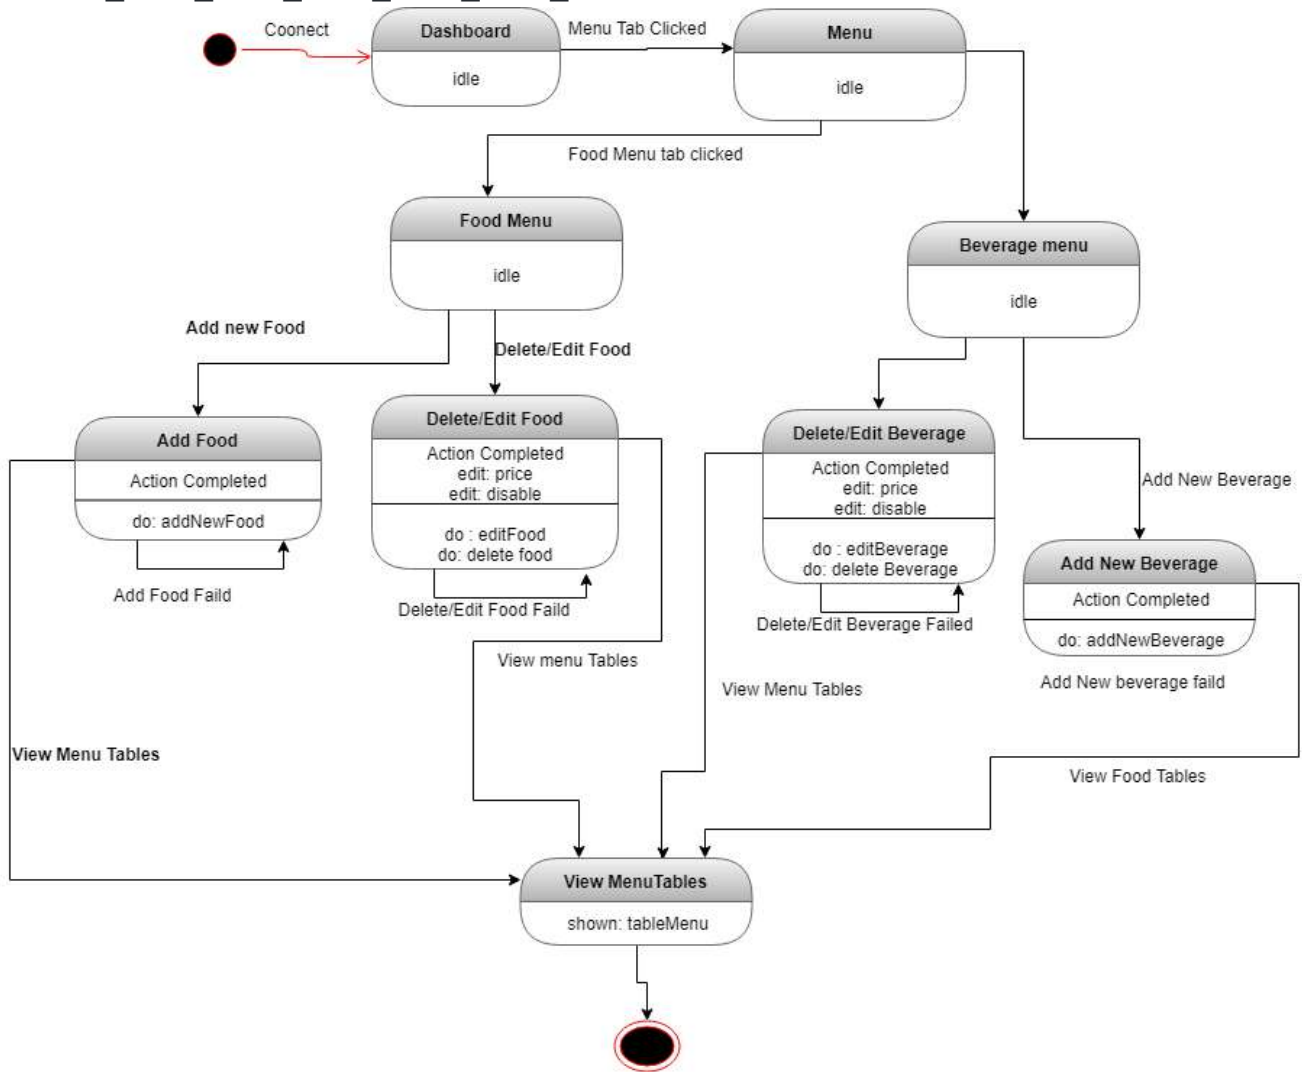 Coonect
Dashboard
idle
Menu Tab Clicked
Menu
idle
Food Menu tab clicked
Food Menu
idle
Beverage menu
idle
Add new Food
Delete/Edit Food
Add Food
Action Completed
do: addNewFood
Add Food Faild
Delete/Edit Food
Action Completed
edit: price
edit: disable
do : editFood
do: delete food
Delete/Edit Food Faild
Delete/Edit Beverage
Action Completed
edit: price
edit: disable
do : editBeverage
do: delete Beverage
Delete/Edit Beverage Failed
Add New Beverage
Add New Beverage
Action Completed
do: addNewBeverage
Add New beverage faild
View menu Tables
View Menu Tables
View Menu Tables
View Food Tables
View MenuTables
shown: tableMenu